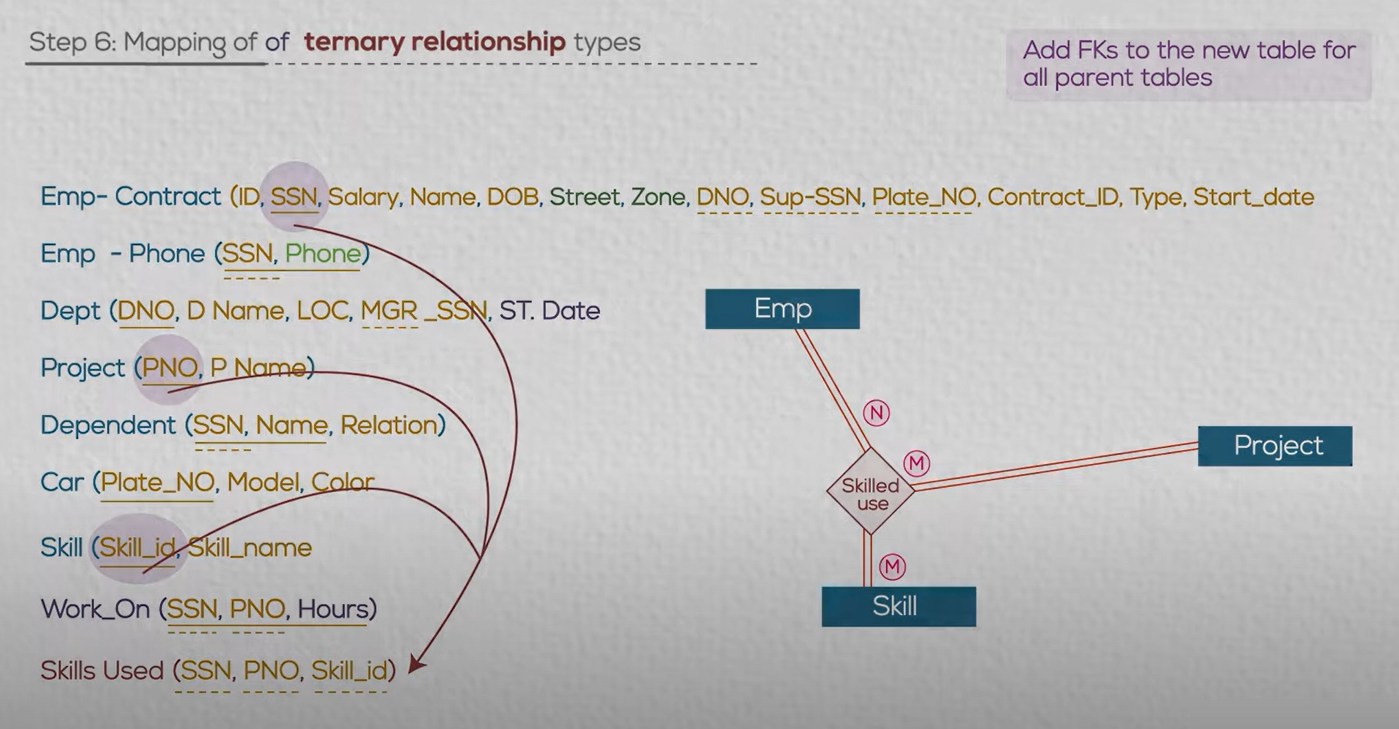 Step 6: Mapping of of ternary relationship types
Add FKs to the new table for
all parent tables
Emp- Contract (ID, SSN, Salary, Name, DOB, Street, Zone, DNO, Sup-SSN, Plate_NO, Contract_ID, Type, Start_date
Emp - Phone (SSN, Phone)
Dept (DNO, D Name, LOC, MGR _SSN, ST. Date
Project (PNO, P Name)
Dependent (SSN, Name, Relation)
Car (Plate_NO, Model, Color
Skill (Skill_id, Skill_name
Work_On (SSN, PNO, Hours)
Skills Used (SSN, PNO, Skill_id)
Emp
N
M
Project
Skilled
use
M
Skill